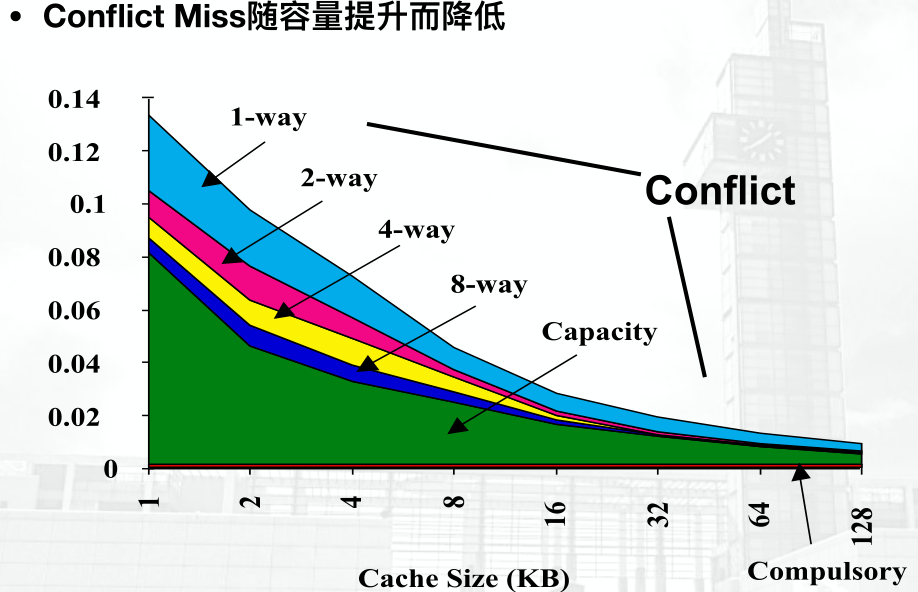 • Conflict Miss随容量提升而降低
0.14
1-way
0.12
2-way
Conflict
0.1
4-way
0.08
8-way
0.06
Capacity
0.04
0.02
0
1 2 4 8 16 32 64 128
Cache Size (KB)
Compulsory